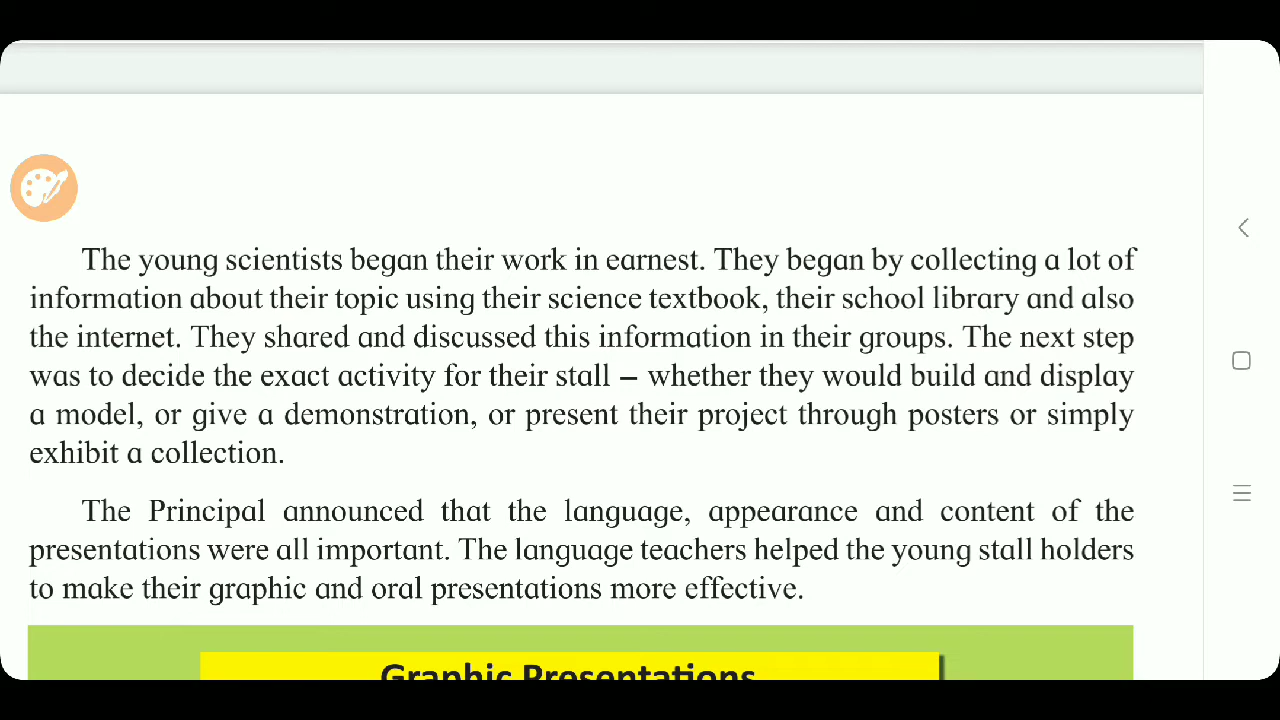 The young scientists began their work in earnest. They began by collecting a lot of
information about their topic using their science textbook, their school library and also
the internet. They shared and discussed this information in their groups. The next step
was to decide the exact activity for their stall – whether they would build and display
a model, or give a demonstration, or present their project through posters or simply
exhibit a collection.
The Principal announced that the language, appearance and content of the
presentations were all important. The language teachers helped the young stall holders
to make their graphic and oral presentations more effective.
Graphic Presentations